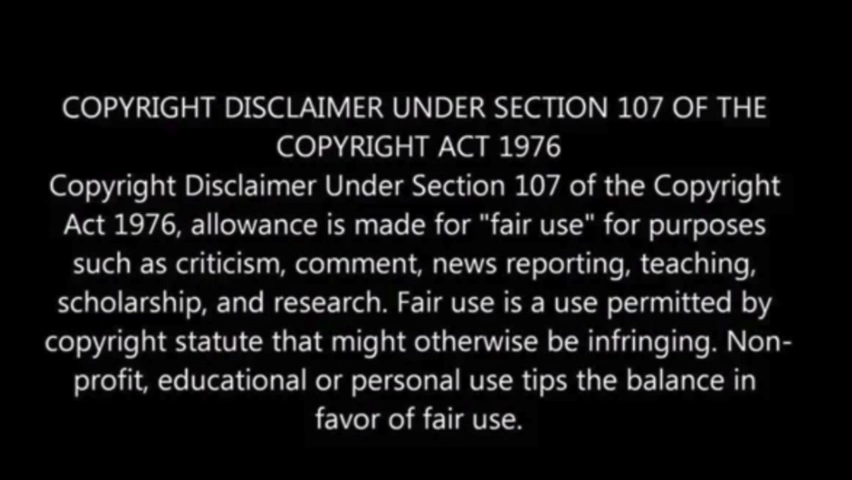 COPYRIGHT DISCLAIMER UNDER SECTION 107 OF THE
COPYRIGHT ACT 1976
Copyright Disclaimer Under Section 107 of the Copyright
Act 1976, allowance is made for "fair use" for purposes
such as criticism, comment, news reporting, teaching,
scholarship, and research. Fair use is a use permitted by
copyright statute that might otherwise be infringing. Non-
profit, educational or personal use tips the balance in
favor of fair use.